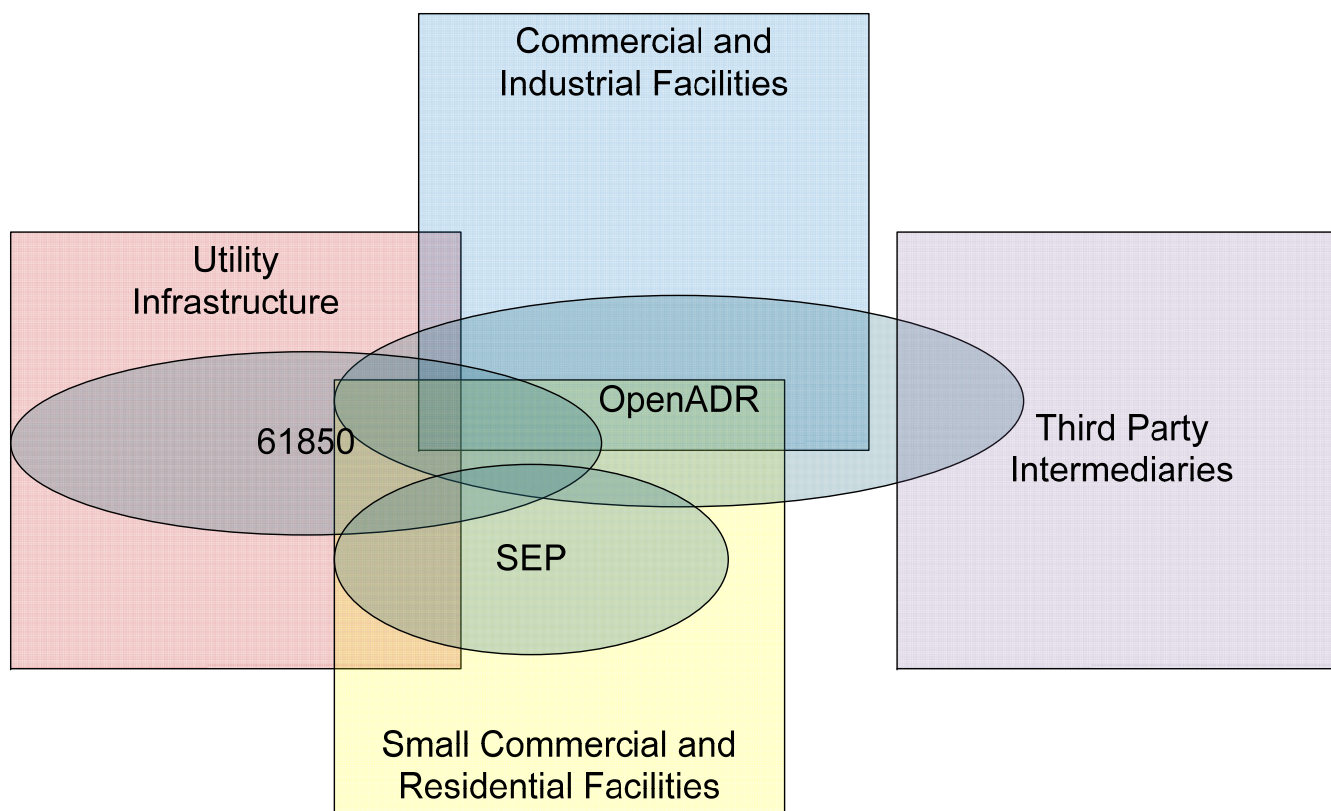 Commercial and
Industrial Facilities
Utility
Infrastructure
OpenADR
61850
Third Party
Intermediaries
SEP
Small Commercial and
Residential Facilities